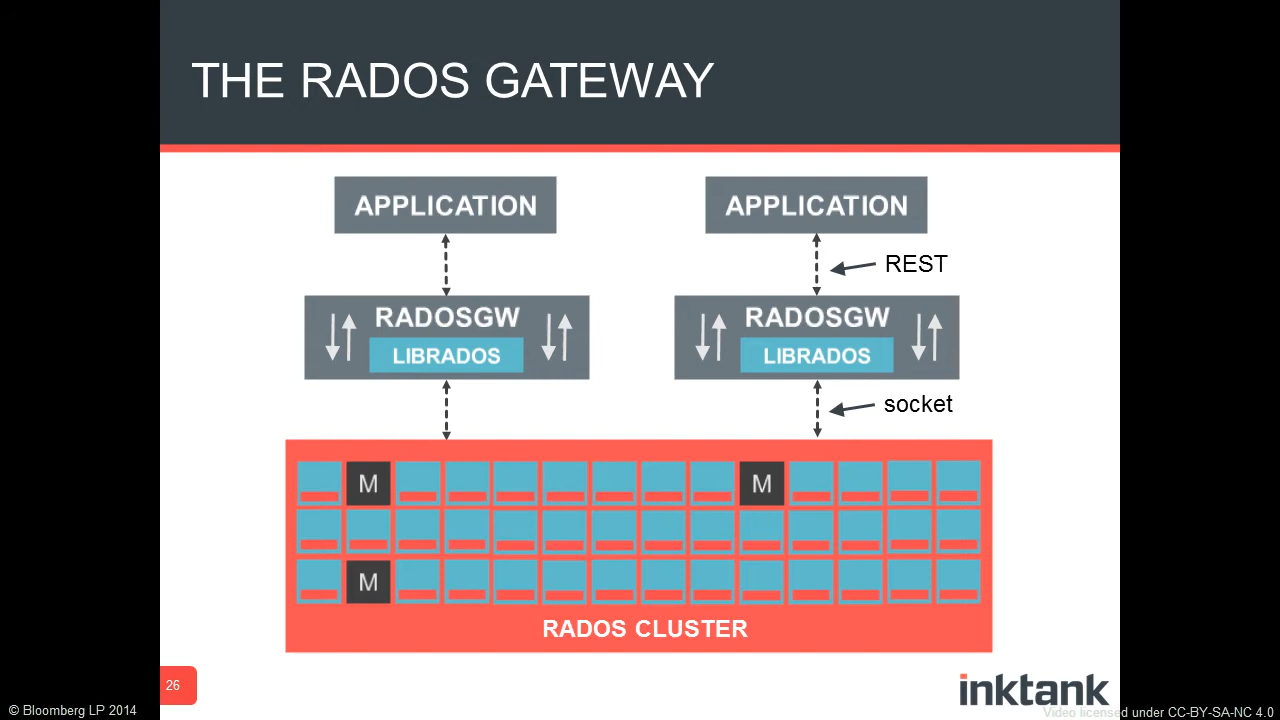 THE RADOS GATEWAY
APPLICATION
APPLICATION
REST
RADOSGW
RADOSGW
LIBRADOS
LIBRADOS
socket
M
M
M
RADOS CLUSTER
26
inktank
© Bloomberg LP 2014
Video licensed under CC-BY-SA-NC 4.0